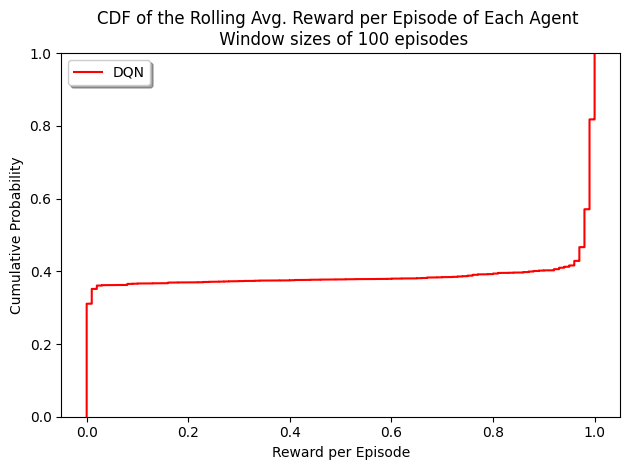 CDF of the Rolling Avg. Reward per Episode of Each Agent
Window sizes of 100 episodes
DQN
1.0
0.8
0.6
0.4
0.2
0.0
Cumulative Probability
0.0 0.2 0.4 0.6 0.8 1.0
Reward per Episode